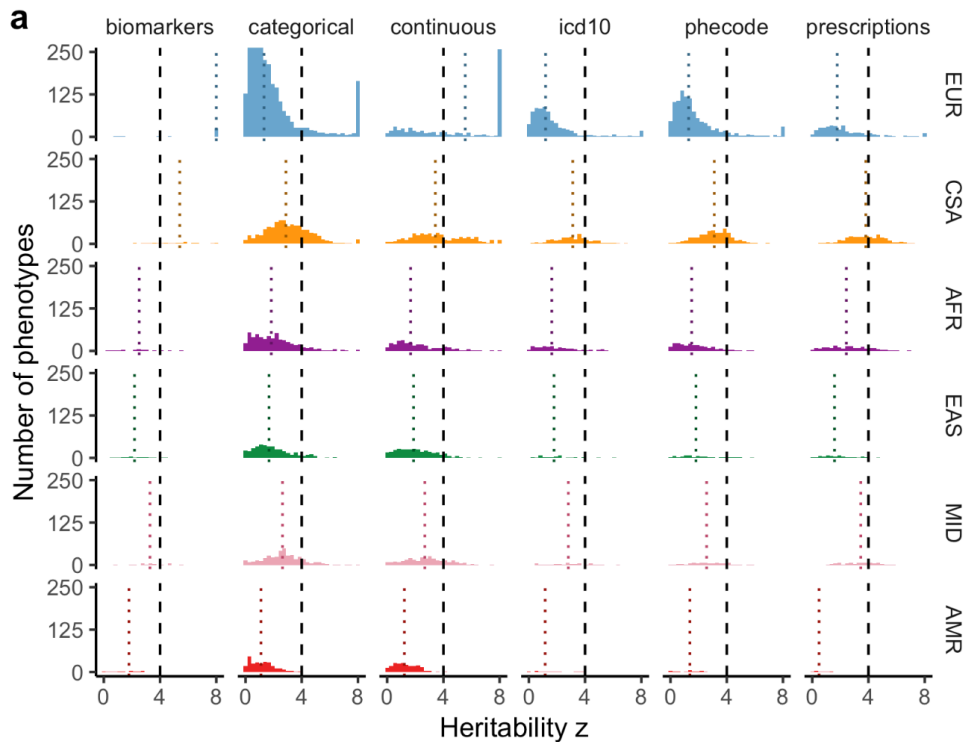 a
biomarkers categorical continuous icd10 phecode prescriptions
250
125
0
EUR
250
125
0
CSA
250
125
0
AFR
250
125
0
EAS
250
125
0
MID
250
125
0
AMR
Number of phenotypes
0 4 8 0 4 8 0 4 8 0 4 8 0 4 8 0 4 8
Heritability z